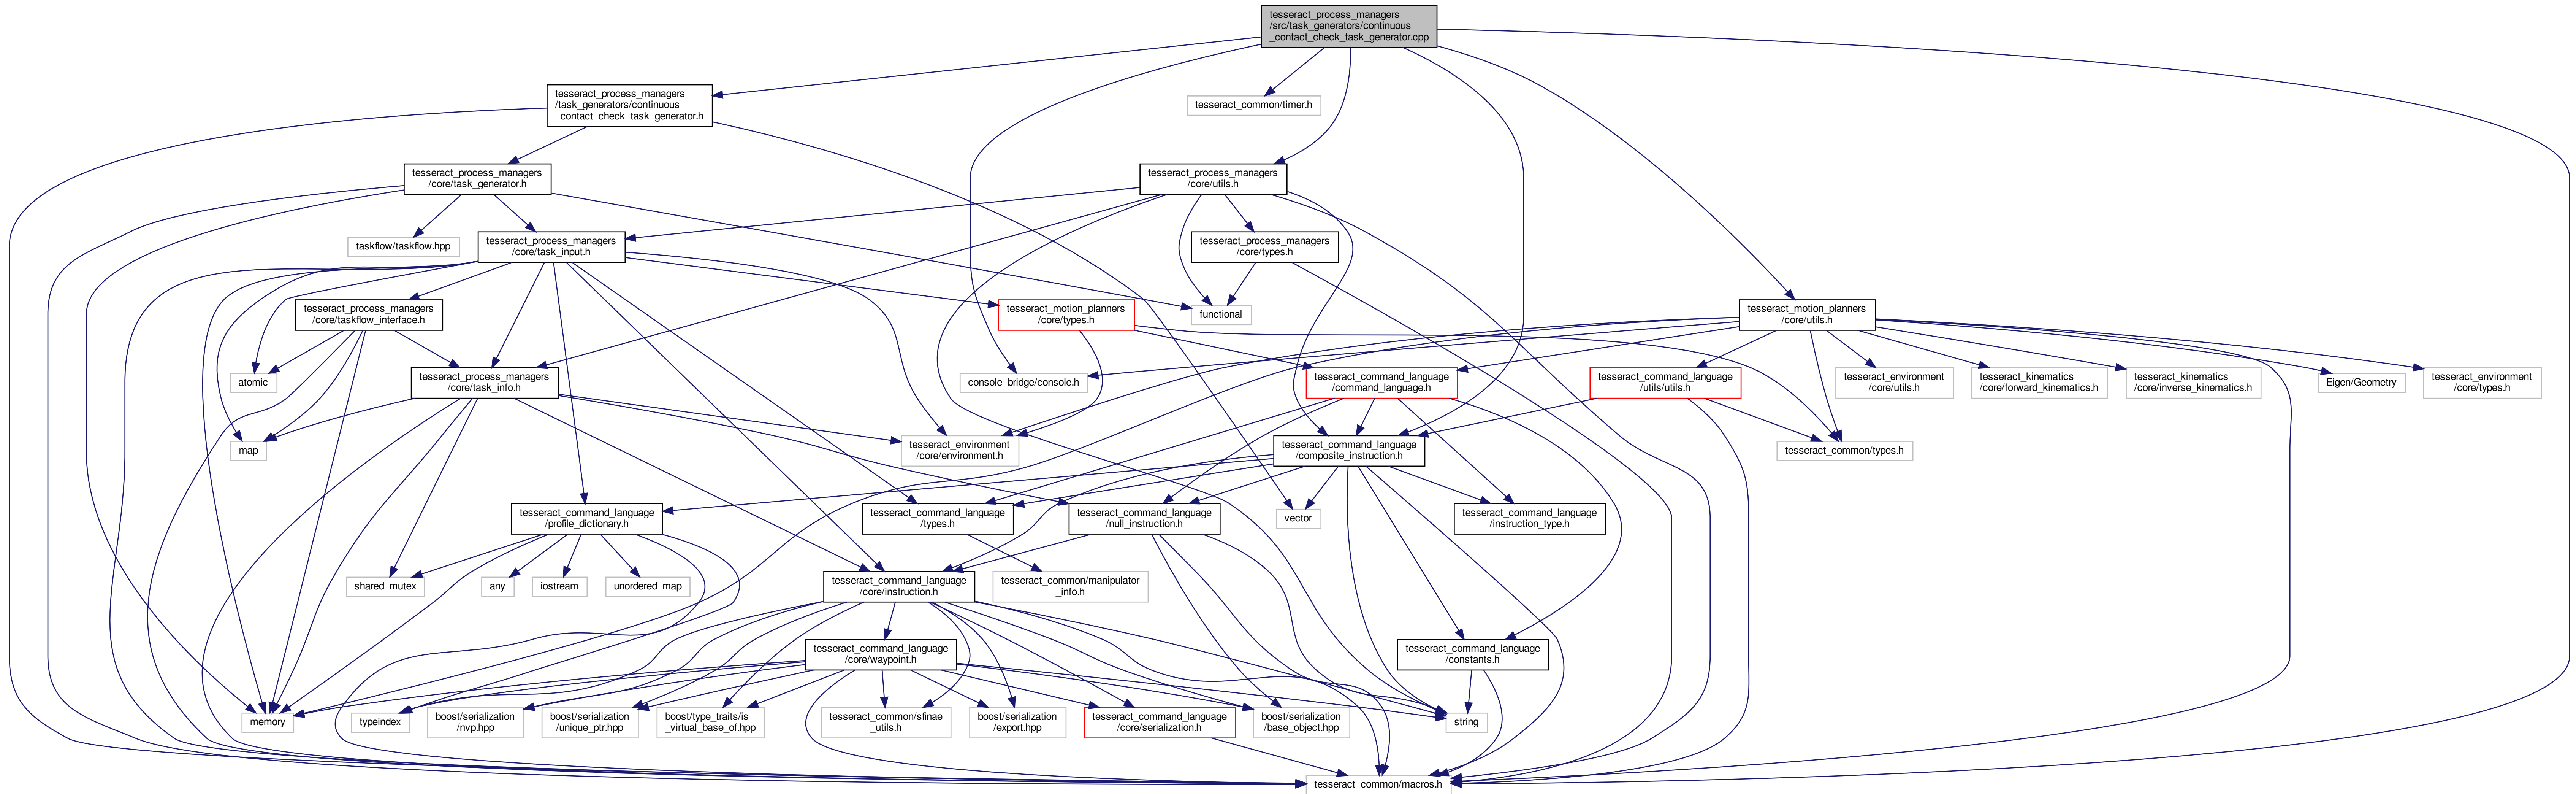 tesseract_process_managers
/src/task_generators/continuous
_contact_check_task_generator.cpp
tesseract_process_managers
/task_generators/continuous
_contact_check_task_generator.h
tesseract_common/timer.h
tesseract_process_managers
/core/task_generator.h
tesseract_process_managers
/core/utils.h
taskflow/taskflow.hpp
tesseract_process_managers
/core/task_input.h
tesseract_process_managers
/core/types.h
tesseract_process_managers
/core/taskflow_interface.h
tesseract_motion_planners
/core/types.h
functional
tesseract_motion_planners
/core/utils.h
atomic
tesseract_process_managers
/core/task_info.h
console_bridge/console.h
tesseract_command_language
/command_language.h
tesseract_command_language
/utils/utils.h
tesseract_environment
/core/utils.h
tesseract_kinematics
/core/forward_kinematics.h
tesseract_kinematics
/core/inverse_kinematics.h
Eigen/Geometry
tesseract_environment
/core/types.h
map
tesseract_environment
/core/environment.h
tesseract_command_language
/composite_instruction.h
tesseract_common/types.h
tesseract_command_language
/profile_dictionary.h
tesseract_command_language
/types.h
tesseract_command_language
/null_instruction.h
vector
tesseract_command_language
/instruction_type.h
shared_mutex
any
iostream
unordered_map
tesseract_command_language
/core/instruction.h
tesseract_common/manipulator
_info.h
tesseract_command_language
/core/waypoint.h
tesseract_command_language
/constants.h
memory
typeindex
boost/serialization
/nvp.hpp
boost/serialization
/unique_ptr.hpp
boost/type_traits/is
_virtual_base_of.hpp
tesseract_common/sfinae
_utils.h
boost/serialization
/export.hpp
tesseract_command_language
/core/serialization.h
boost/serialization
/base_object.hpp
string
tesseract_common/macros.h